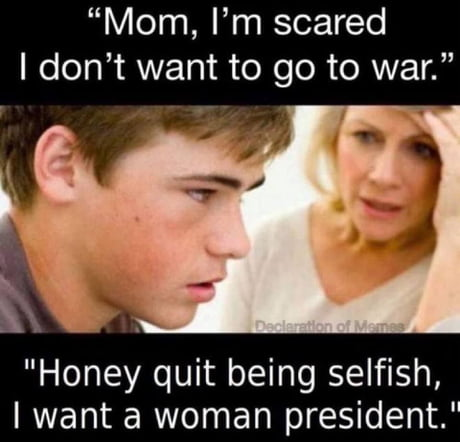 “Mom, I’m scared
I don’t want to go to war.”
Declaration of Memes
"Honey quit being selfish,
I want a woman president."